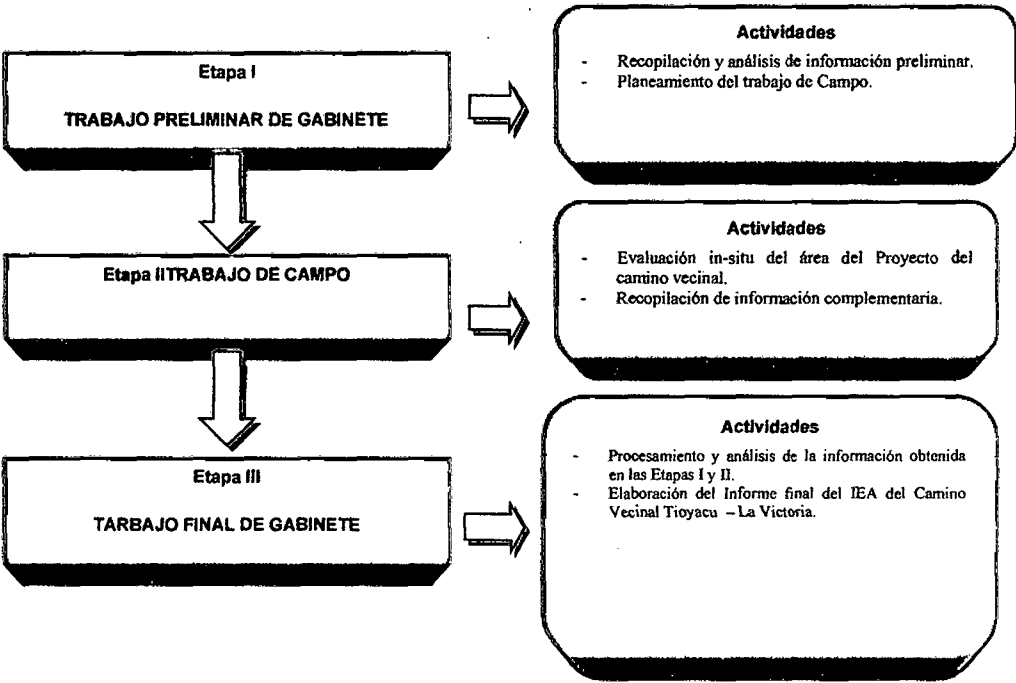 Etapa I
TRABAJO PRELIMINAR DE GABINETE
Actividades
- Recopilación y análisis de información preliminar.
- Planeamiento del trabajo de Campo.
Etapa IITRABAJO DE CAMPO
Actividades
- Evaluación in-situ del área del Proyecto del
camino vecinal.
- Recopilación de información complementaria.
Etapa III
TARBAJO FINAL DE GABINETE
Actividades
- Procesamiento y análisis de la información obtenida
en las Etapas I y II.
- Elaboración del Informe final del IEA del Camino
Vecinal Tioyacu – La Victoria.